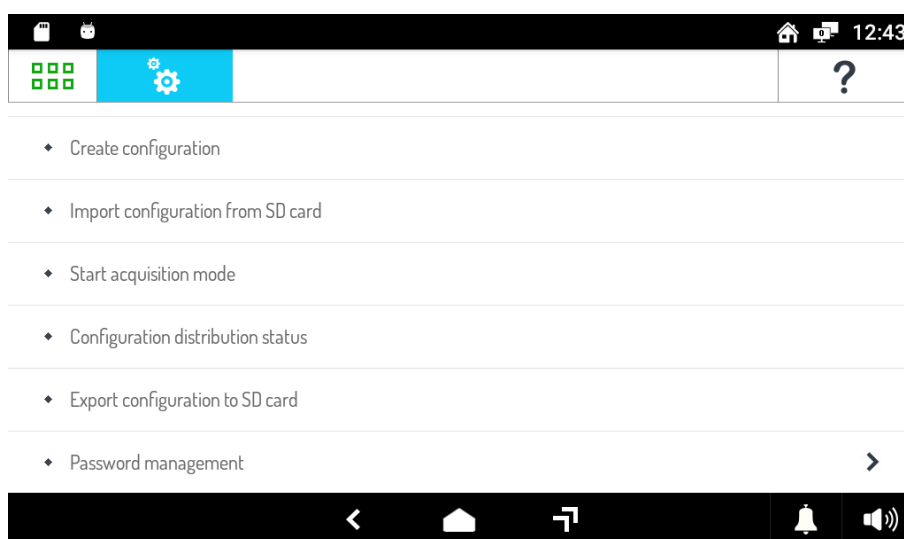 12:43
?
Create configuration
Import configuration from SD card
Start acquisition mode
Configuration distribution status
Export configuration to SD card
Password management